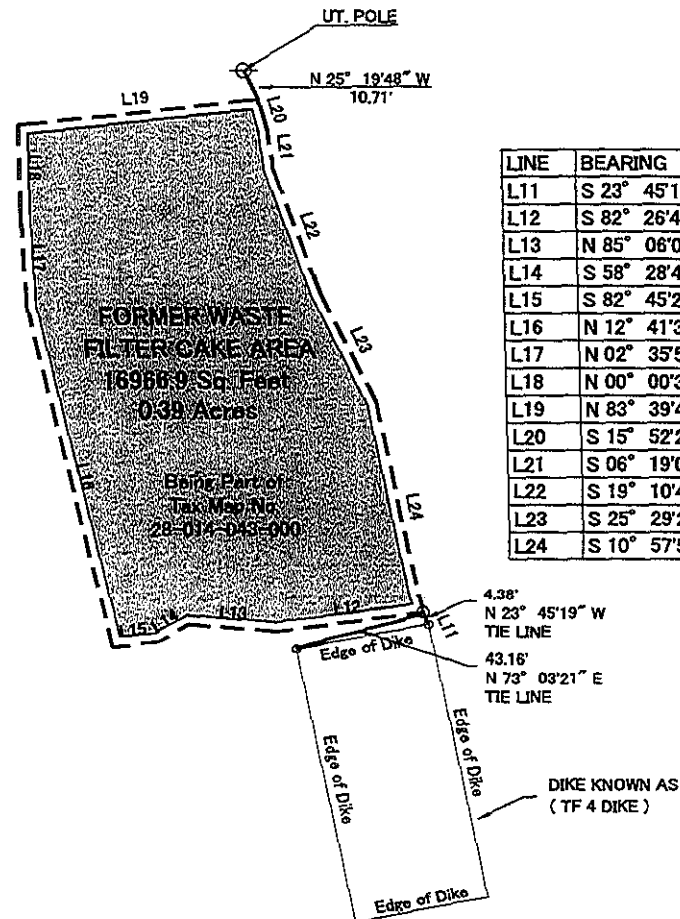 UT. POLE
N 25° 19'48" W
10.71'
L19
L20
L21
L22
L23
L24
L18
L17
L16
FORMER WASTE
FILTER CAKE AREA
16966.9 Sq. Feet
0.39 Acres
Being Part of
Tax Map No.
28-014-043-000
L15
L14
L13
L12
L11
LINE BEARING
L11 S 23° 45'1
L12 S 82° 26'4
L13 N 85° 06'0
L14 S 58° 28'4
L15 S 82° 45'2
L16 N 12° 41'3
L17 N 02° 35'5
L18 N 00° 00'3
L19 N 83° 39'4
L20 S 15° 52'2
L21 S 06° 19'0
L22 S 19° 10'4
L23 S 25° 29'2
L24 S 10° 57'5
4.38'
N 23° 45'19" W
TIE LINE
43.16'
N 73° 03'21" E
TIE LINE
Edge of Dike
Edge of Dike
Edge of Dike
Edge of Dike
DIKE KNOWN AS
( TF 4 DIKE )